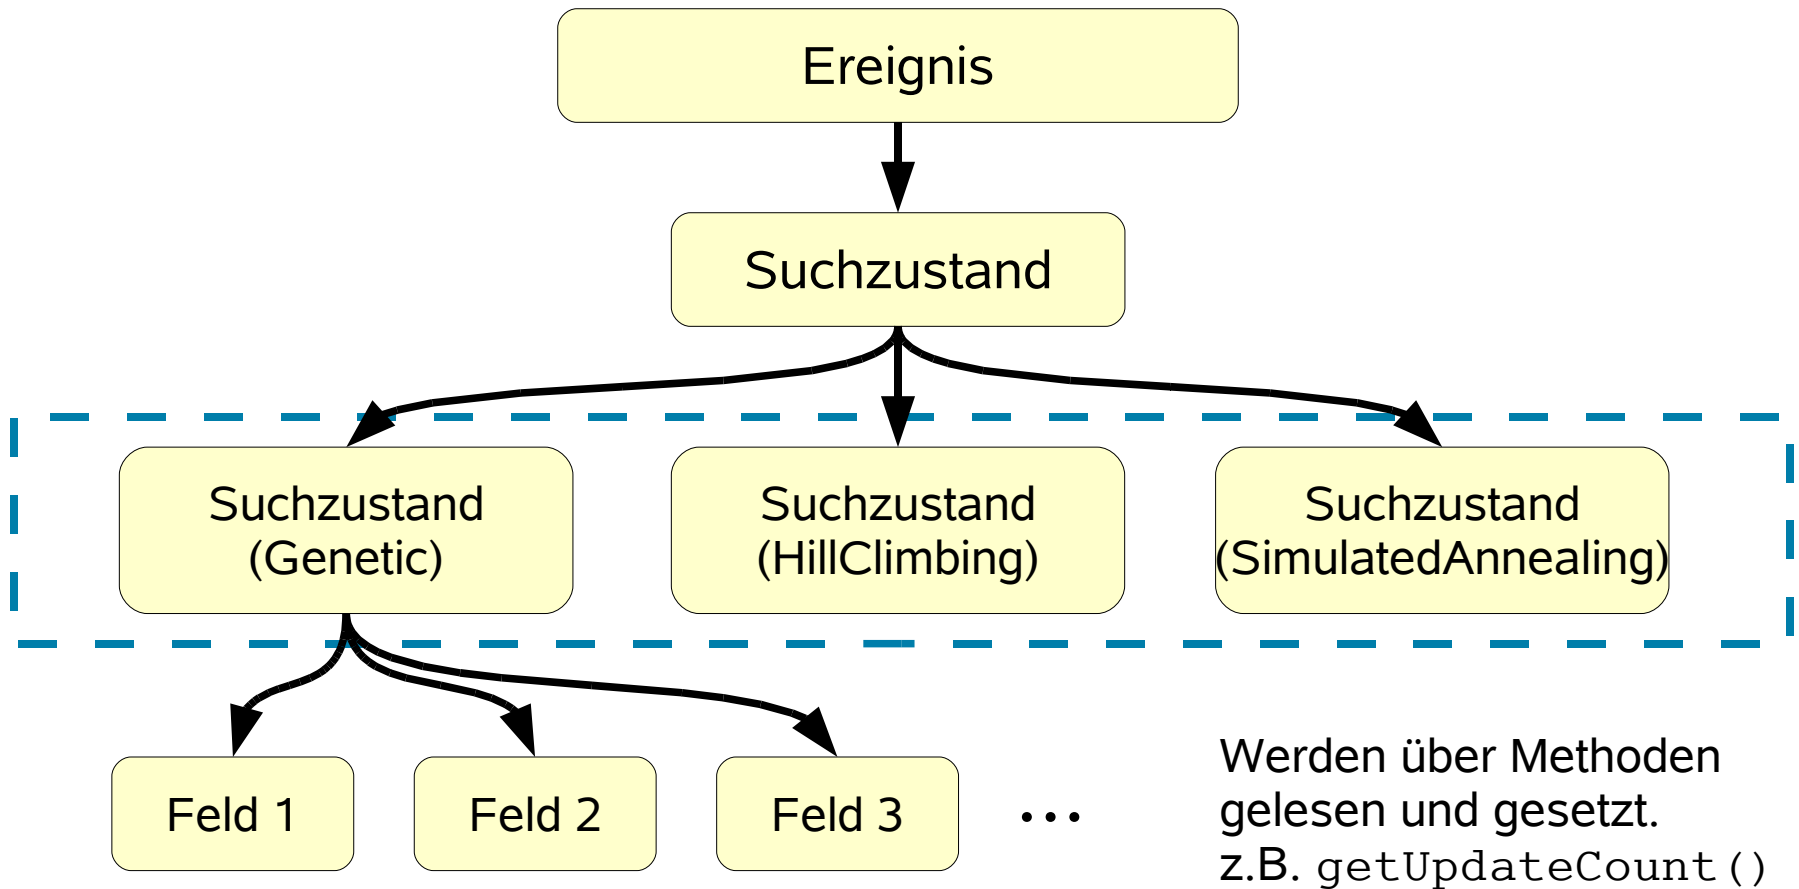 Ereignis
Suchzustand
Suchzustand
(Genetic)
Suchzustand
(HillClimbing)
Suchzustand
(SimulatedAnnealing)
Feld 1
Feld 2
Feld 3
...
Werden über Methoden
gelesen und gesetzt.
z.B. getUpdateCount()